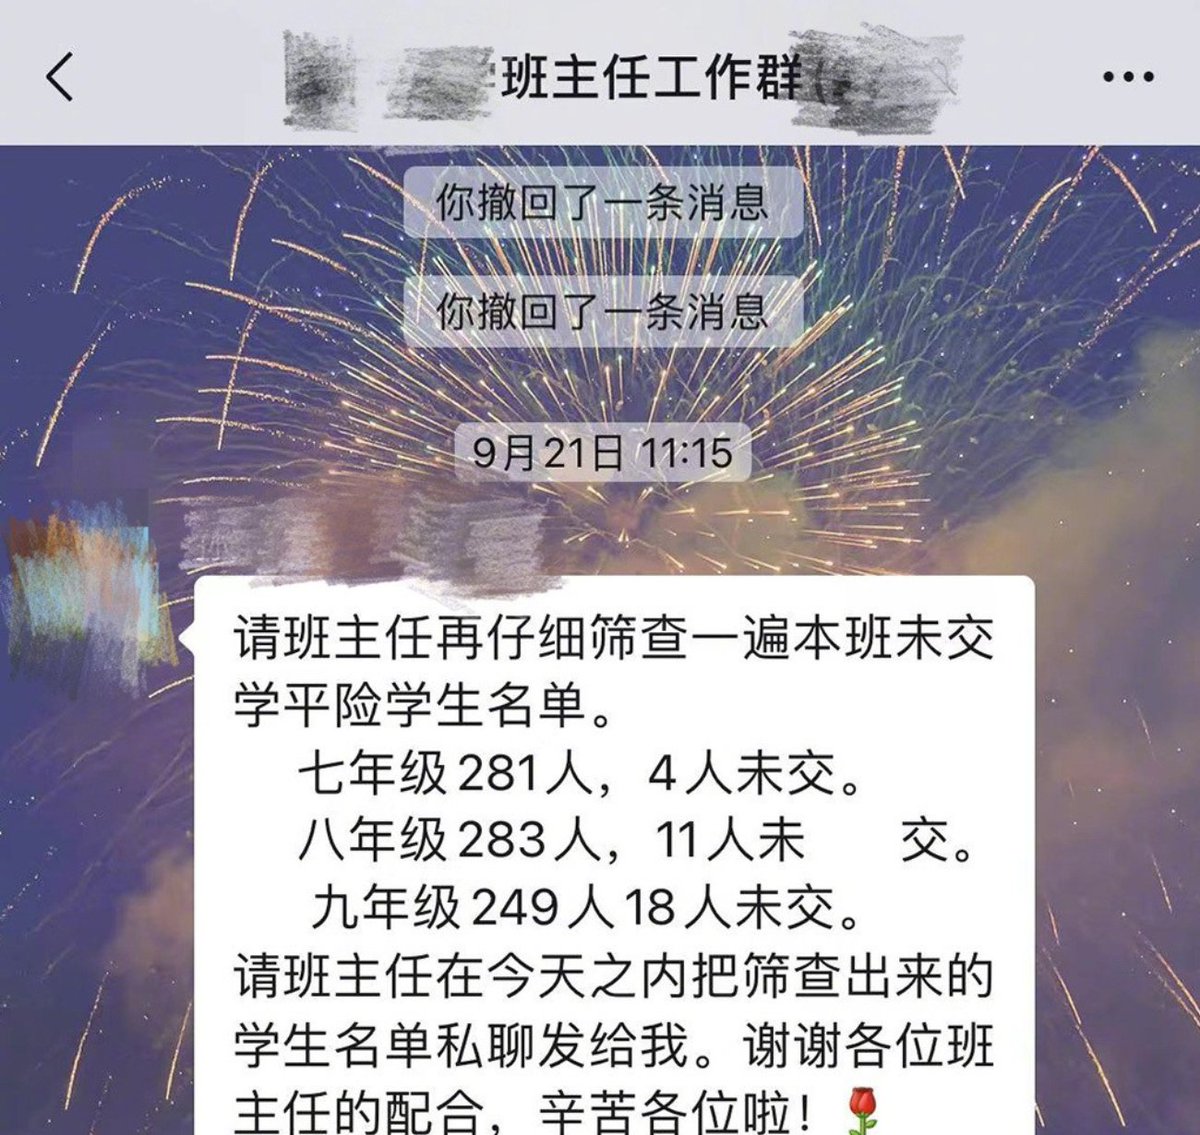 班主任工作群
你撤回了一条消息
你撤回了一条消息
9月21日 11:15
请班主任再仔细筛查一遍本班未交
学平险学生名单。
七年级281人，4人未交。
八年级283人，11人未    交。
九年级249人18人未交。
请班主任在今天之内把筛查出来的
学生名单私聊发给我。谢谢各位班
主任的配合，辛苦各位啦！🌹